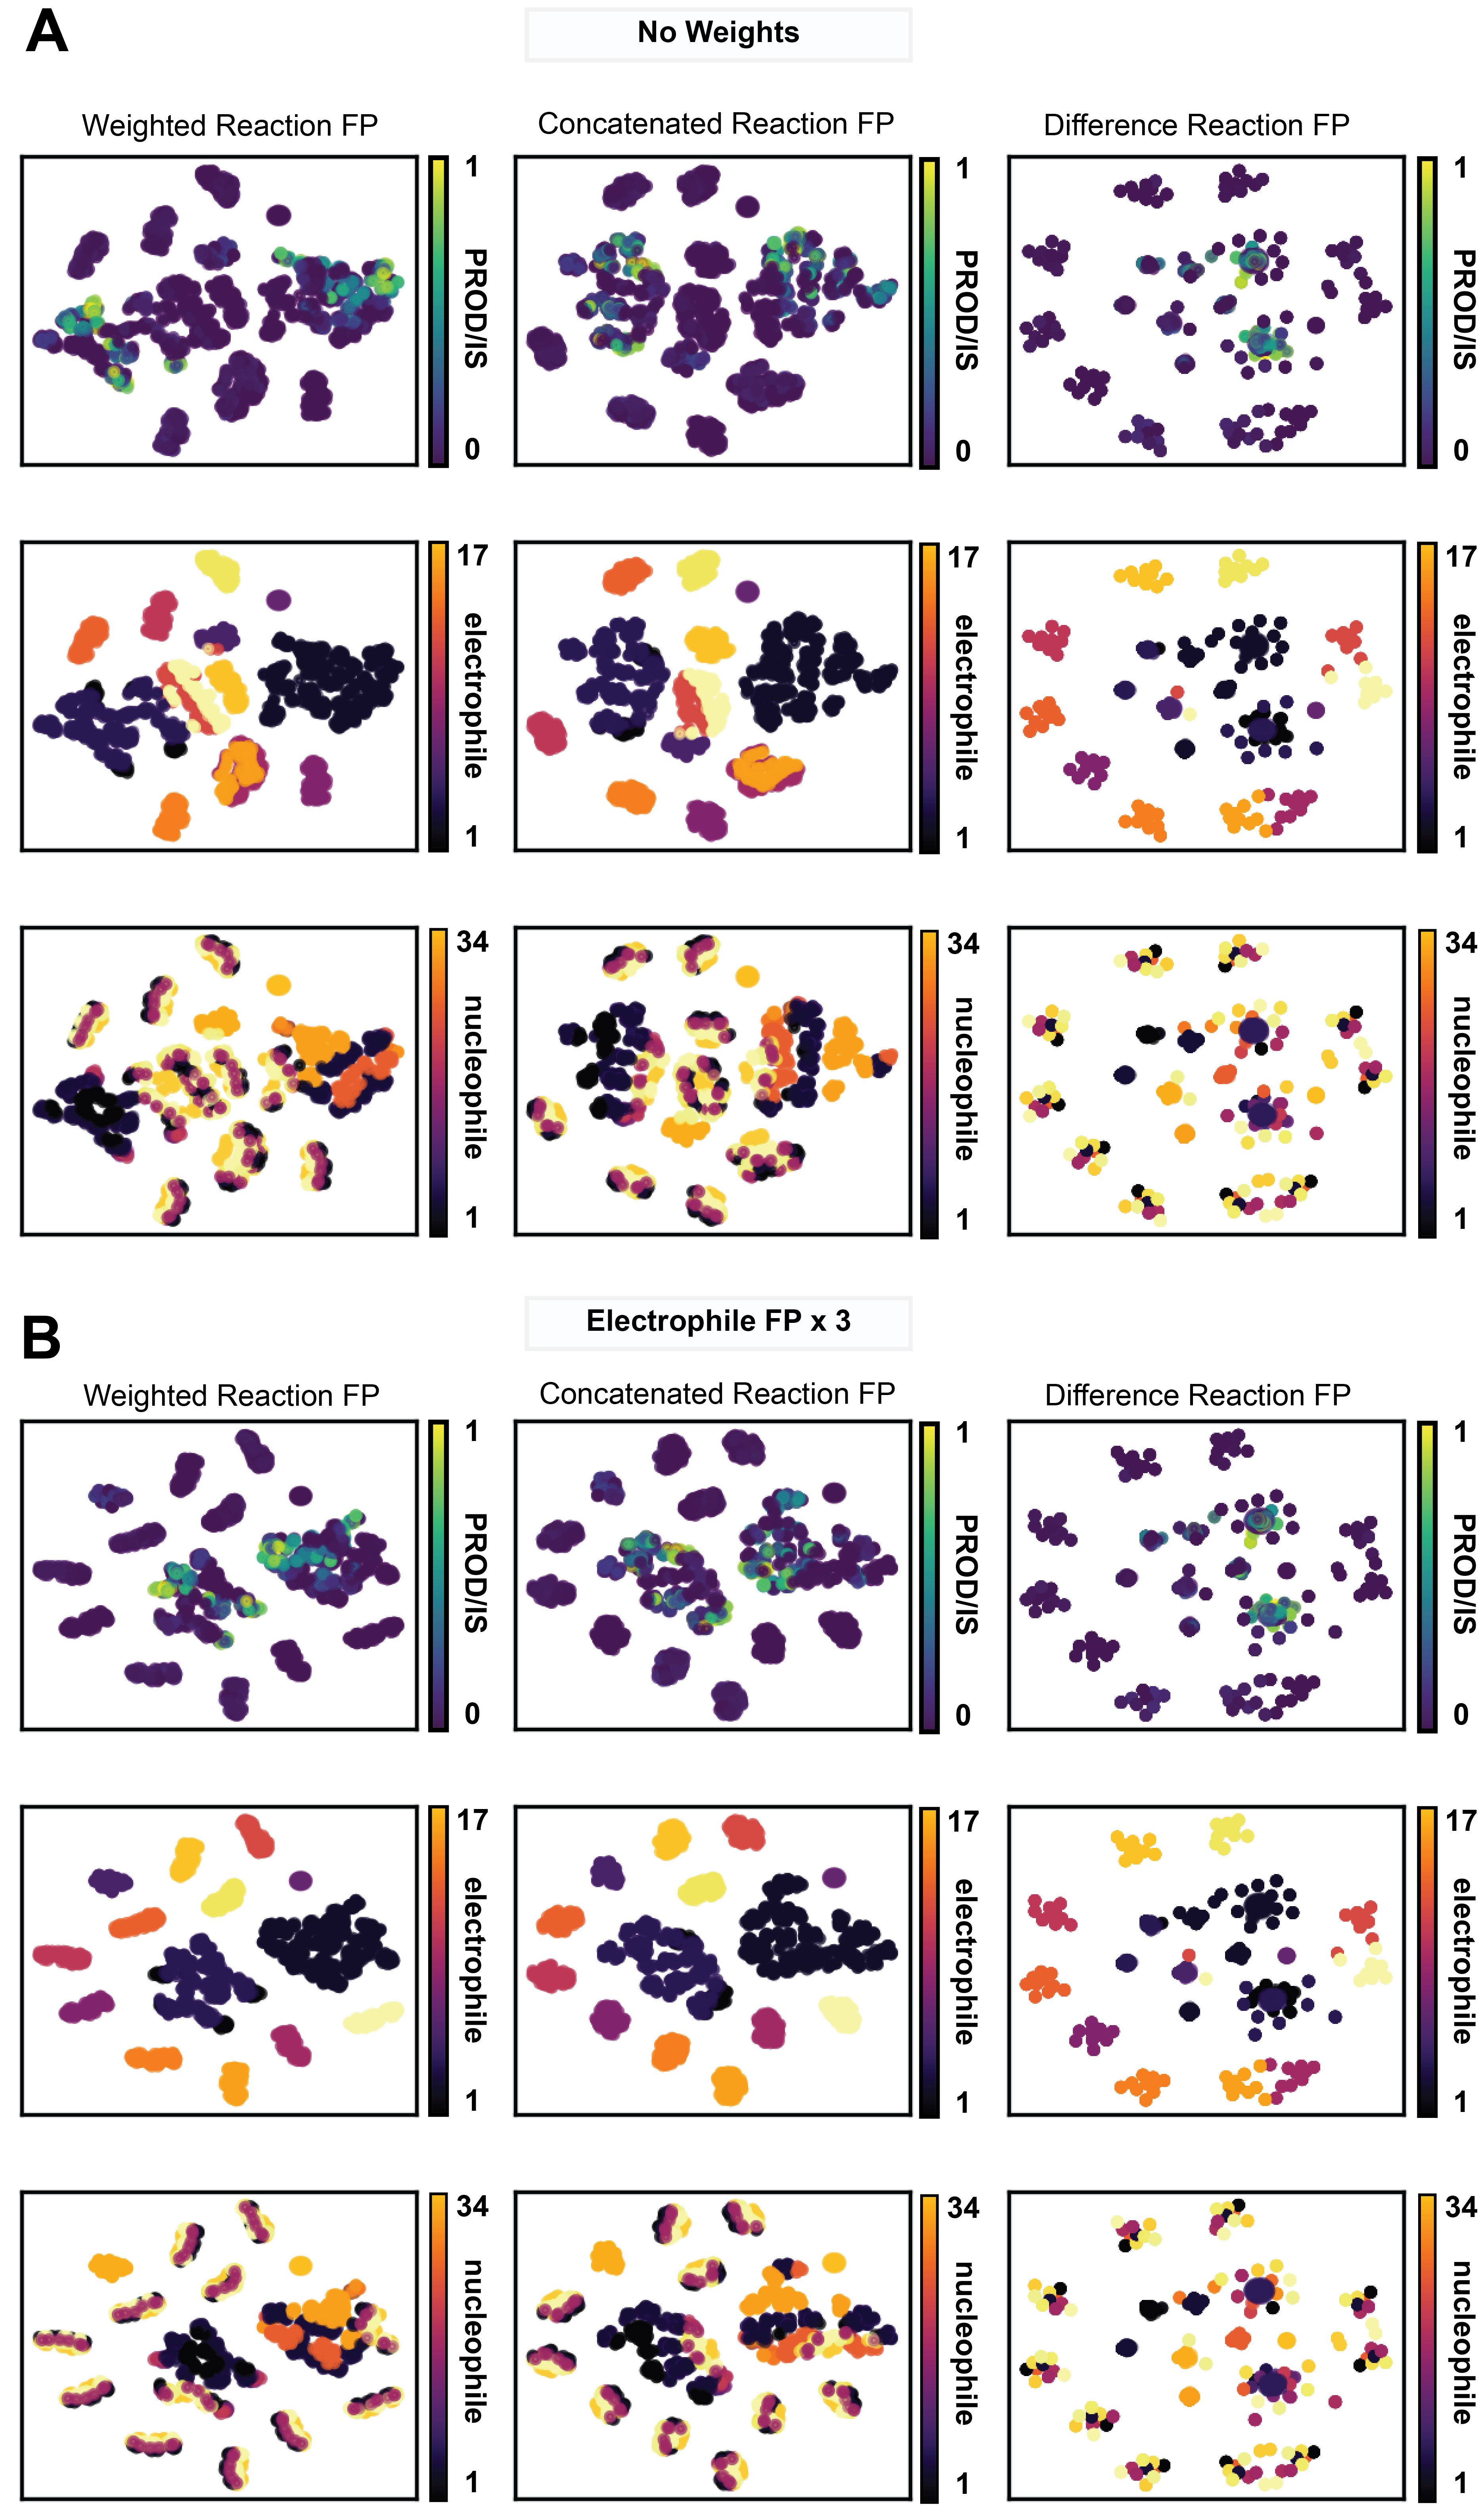 A
No Weights
Weighted Reaction FP
Concatenated Reaction FP
Difference Reaction FP
1
PROD/IS
0
1
PROD/IS
0
1
PROD/IS
0
17
electrophile
1
17
electrophile
1
17
electrophile
1
34
nucleophile
1
34
nucleophile
1
34
nucleophile
1
B
Electrophile FP x 3
Weighted Reaction FP
Concatenated Reaction FP
Difference Reaction FP
1
PROD/IS
0
1
PROD/IS
0
1
PROD/IS
0
17
electrophile
1
17
electrophile
1
17
electrophile
1
34
nucleophile
1
34
nucleophile
1
34
nucleophile
1